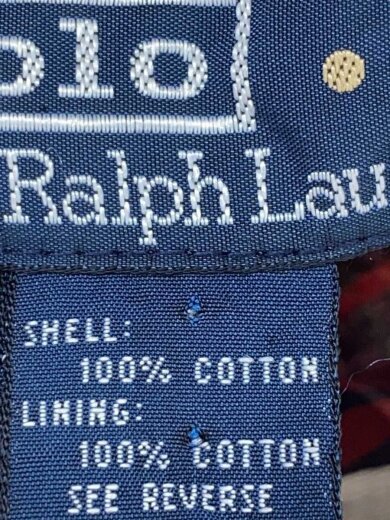 olo
Ralph Lau
SHELL:
100% COTTON
LINING:
100% COTTON
SEE REVERSE